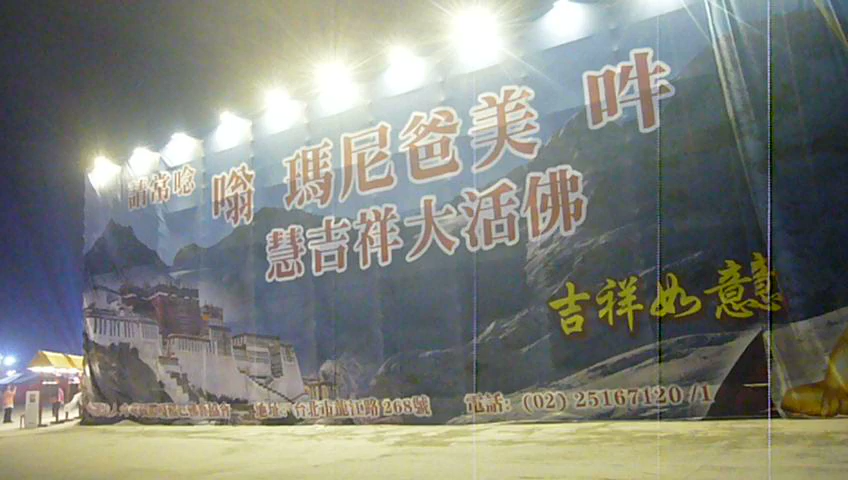 請常唸 嗡 瑪尼爸美 吽
慧吉祥大活佛
吉祥如意
地址:台北市龍江路268號 電話:(02)25167120/1